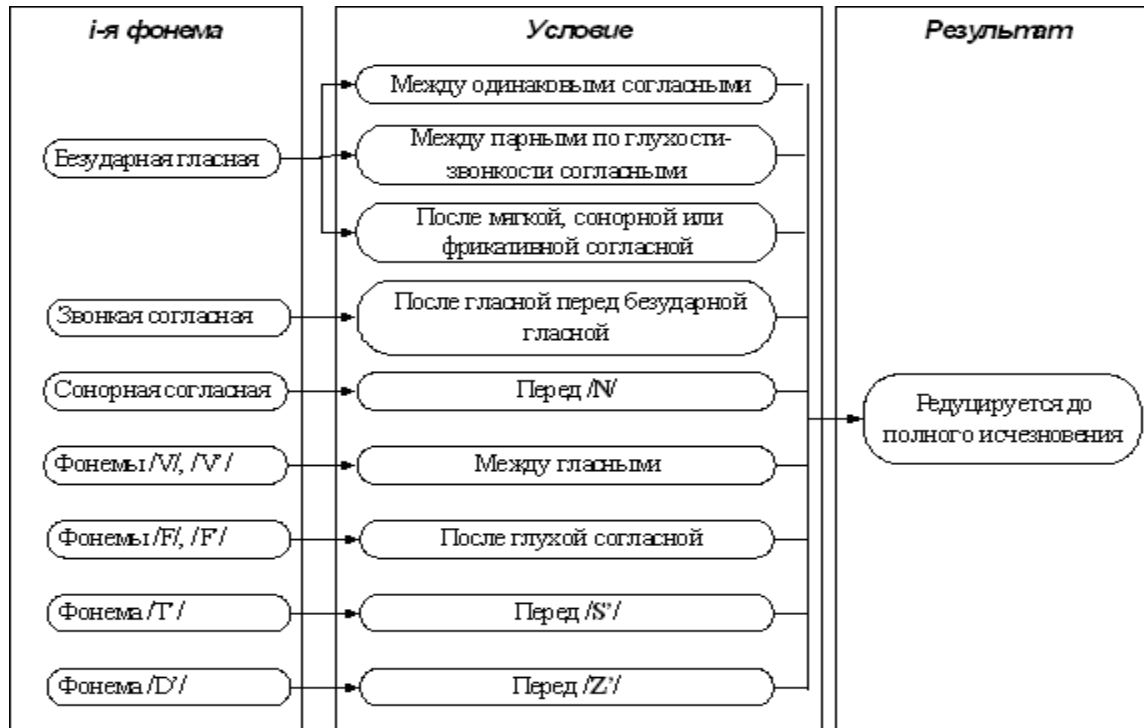 i-я фонема
Условие
Результат
Между одинаковыми согласными
Безударная гласная
Между парными по глухости-
звонкости согласными
После мягкой, сонорной или
фрикативной согласной
Звонкая согласная
После гласной перед безударной
гласной
Сонорная согласная
Перед /N/
Редуцируется до
полного исчезновения
Фонемы /V/, /V'/
Между гласными
Фонемы /F/, /F'/
После глухой согласной
Фонема /T'/
Перед /S'/
Фонема /D'/
Перед /Z'/